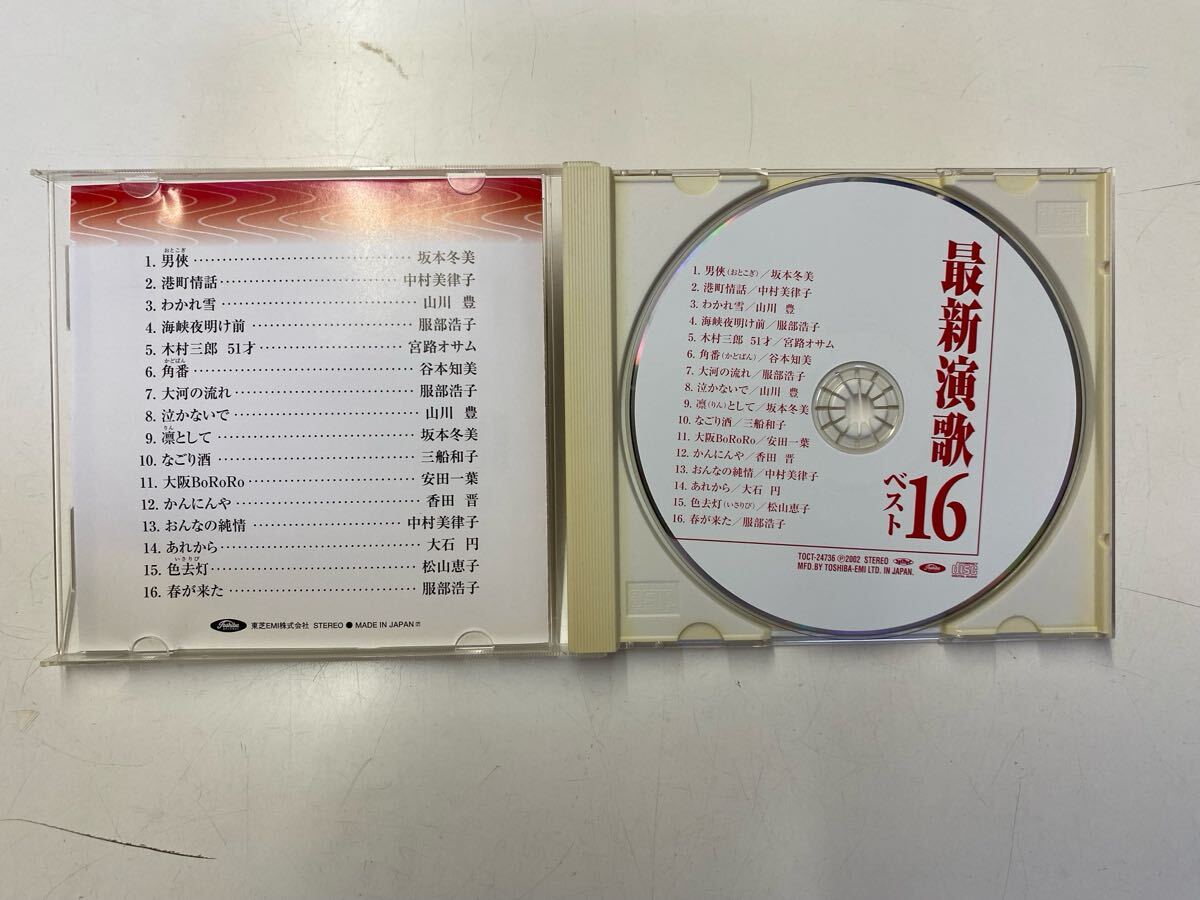 おとこぎ
1. 男侠 坂本冬美
2. 港町情話 中村美律子
3. わかれ雪 山川 豊
4. 海峡夜明け前 服部浩子
5. 木村三郎 51才 宮路オサム
かどばん
6. 角番 谷本知美
7. 大河の流れ 服部浩子
8. 泣かないで 山川 豊
りん
9. 凛として 坂本冬美
10. なごり酒 三船和子
11. 大阪BoRoRo 安田一葉
12. かんにんや 香田 晋
13. おんなの純情 中村美律子
14. あれから 大石 円
いさりび
15. 色去灯 松山恵子
16. 春が来た 服部浩子
Toshiba 東芝EMI株式会社 STEREO ● MADE IN JAPAN
最新演歌
ベスト16
1. 男侠(おとこぎ)/坂本冬美
2. 港町情話/中村美律子
3. わかれ雪/山川 豊
4. 海峡夜明け前/服部浩子
5. 木村三郎 51才/宮路オサム
6. 角番(かどばん)/谷本知美
7. 大河の流れ/服部浩子
8. 泣かないで/山川 豊
9. 凛(りん)として/坂本冬美
10. なごり酒/三船和子
11. 大阪BoRoRo/安田一葉
12. かんにんや/香田 晋
13. おんなの純情/中村美律子
14. あれから/大石 円
15. 色去灯(いさりび)/松山恵子
16. 春が来た/服部浩子
TOCT-24736 ℗2002 STEREO
MFD. BY TOSHIBA-EMI LTD. IN JAPAN.
Toshiba
disc